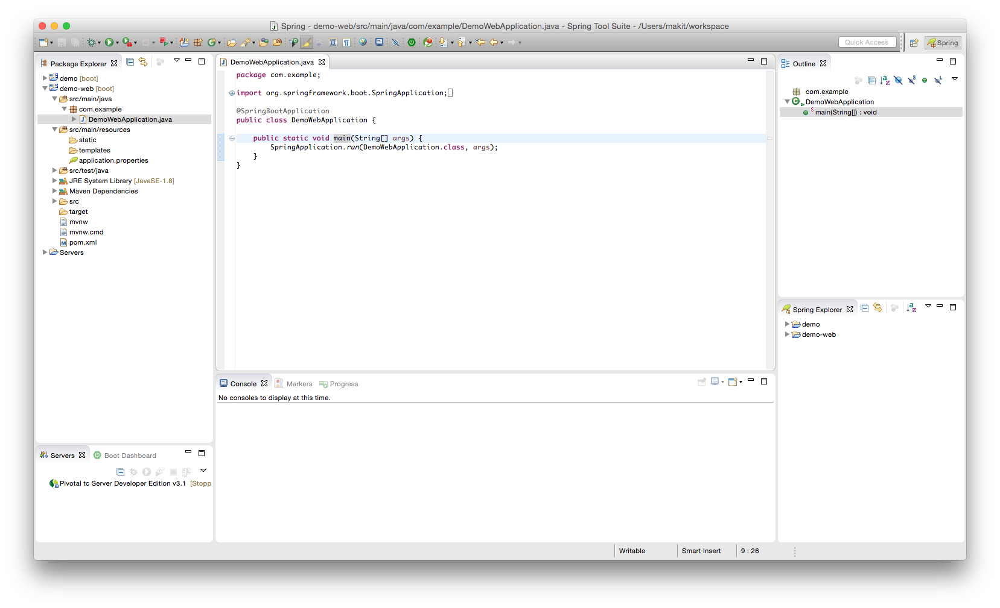 Spring - demo-web/src/main/java/com/example/DemoWebApplication.java - Spring Tool Suite - /Users/makit/workspace
Quick Access
Spring
Package Explorer
demo [boot]
demo-web [boot]
src/main/java
com.example
DemoWebApplication.java
src/main/resources
static
templates
application.properties
src/test/java
JRE System Library [JavaSE-1.8]
Maven Dependencies
src
target
mvnw
mvnw.cmd
pom.xml
Servers
DemoWebApplication.java
package com.example;
import org.springframework.boot.SpringApplication;
@SpringBootApplication
public class DemoWebApplication {
public static void main(String[] args) {
SpringApplication.run(DemoWebApplication.class, args);
}
}
Outline
com.example
DemoWebApplication
main(String[]) : void
Spring Explorer
demo
demo-web
Console
Markers
Progress
No consoles to display at this time.
Servers
Boot Dashboard
Pivotal tc Server Developer Edition v3.1 [Stopp
Writable
Smart Insert
9 : 26